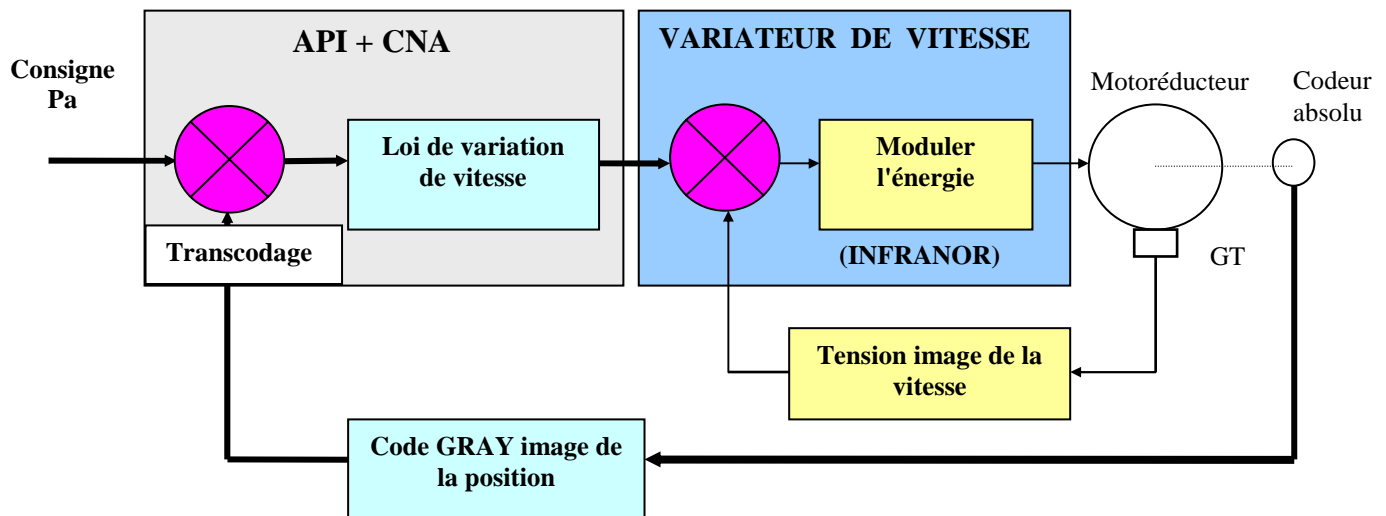 API + CNA
VARIATEUR DE VITESSE
Consigne
Pa
Motoréducteur
Codeur
absolu
Loi de variation
de vitesse
Moduler
l'énergie
Transcodage
(INFRANOR)
GT
Tension image de la
vitesse
Code GRAY image de
la position